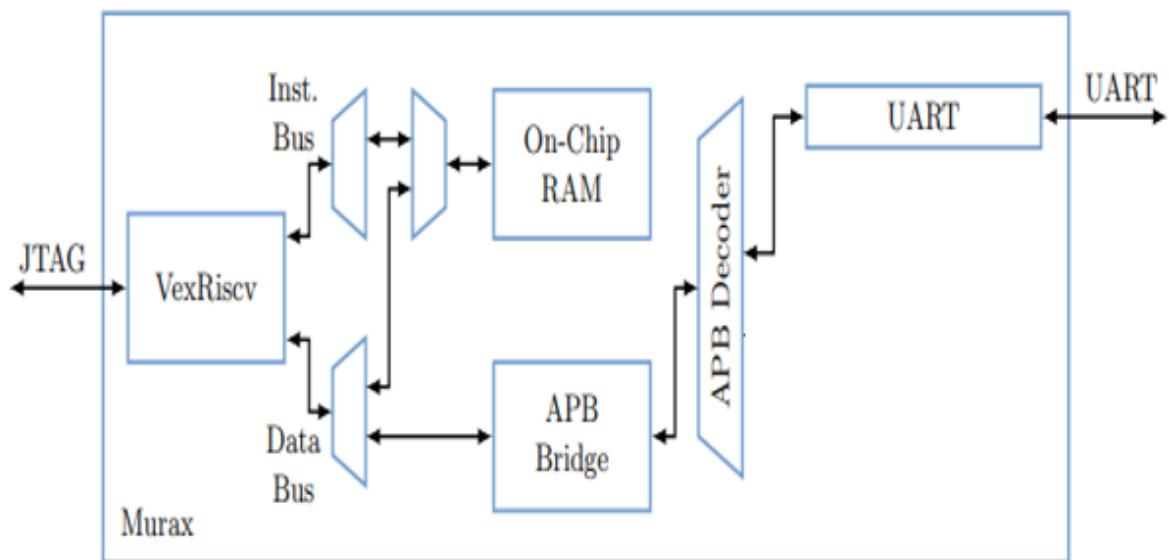 Inst.
Bus
On-Chip
RAM
UART
UART
JTAG
VexRiscv
APB Decoder
Data
Bus
APB
Bridge
Murax